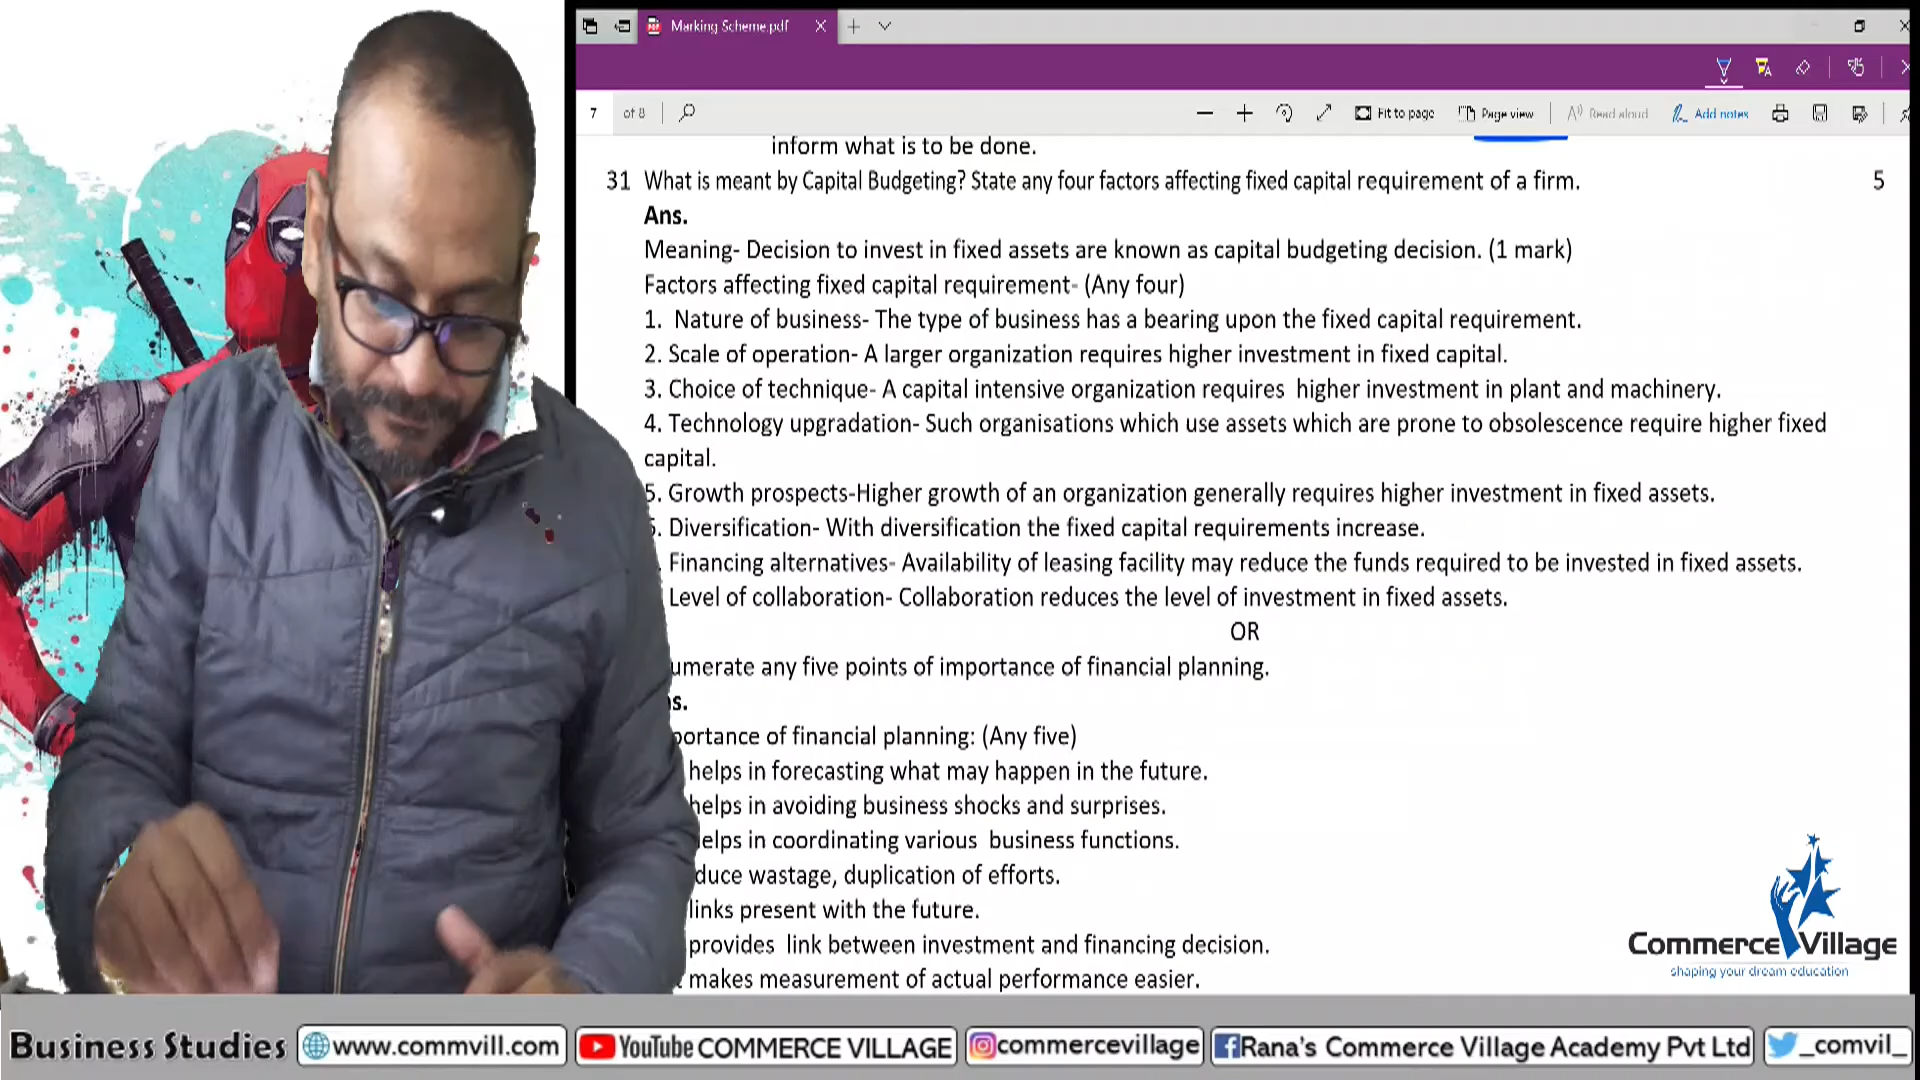 Marking Scheme.pdf
7 of 8
Fit to page
Page view
Read aloud
Add notes
inform what is to be done.
31 What is meant by Capital Budgeting? State any four factors affecting fixed capital requirement of a firm. 5
Ans.
Meaning- Decision to invest in fixed assets are known as capital budgeting decision. (1 mark)
Factors affecting fixed capital requirement- (Any four)
1. Nature of business- The type of business has a bearing upon the fixed capital requirement.
2. Scale of operation- A larger organization requires higher investment in fixed capital.
3. Choice of technique- A capital intensive organization requires higher investment in plant and machinery.
4. Technology upgradation- Such organisations which use assets which are prone to obsolescence require higher fixed
capital.
5. Growth prospects-Higher growth of an organization generally requires higher investment in fixed assets.
Diversification- With diversification the fixed capital requirements increase.
Financing alternatives- Availability of leasing facility may reduce the funds required to be invested in fixed assets.
Level of collaboration- Collaboration reduces the level of investment in fixed assets.
OR
umerate any five points of importance of financial planning.
s.
portance of financial planning: (Any five)
helps in forecasting what may happen in the future.
helps in avoiding business shocks and surprises.
elps in coordinating various business functions.
duce wastage, duplication of efforts.
links present with the future.
provides link between investment and financing decision.
makes measurement of actual performance easier.
Commerce Village
shaping your dream education
Business Studies
www.commvill.com
YouTube COMMERCE VILLAGE
commercevillage
Rana's Commerce Village Academy Pvt Ltd
_comvil_